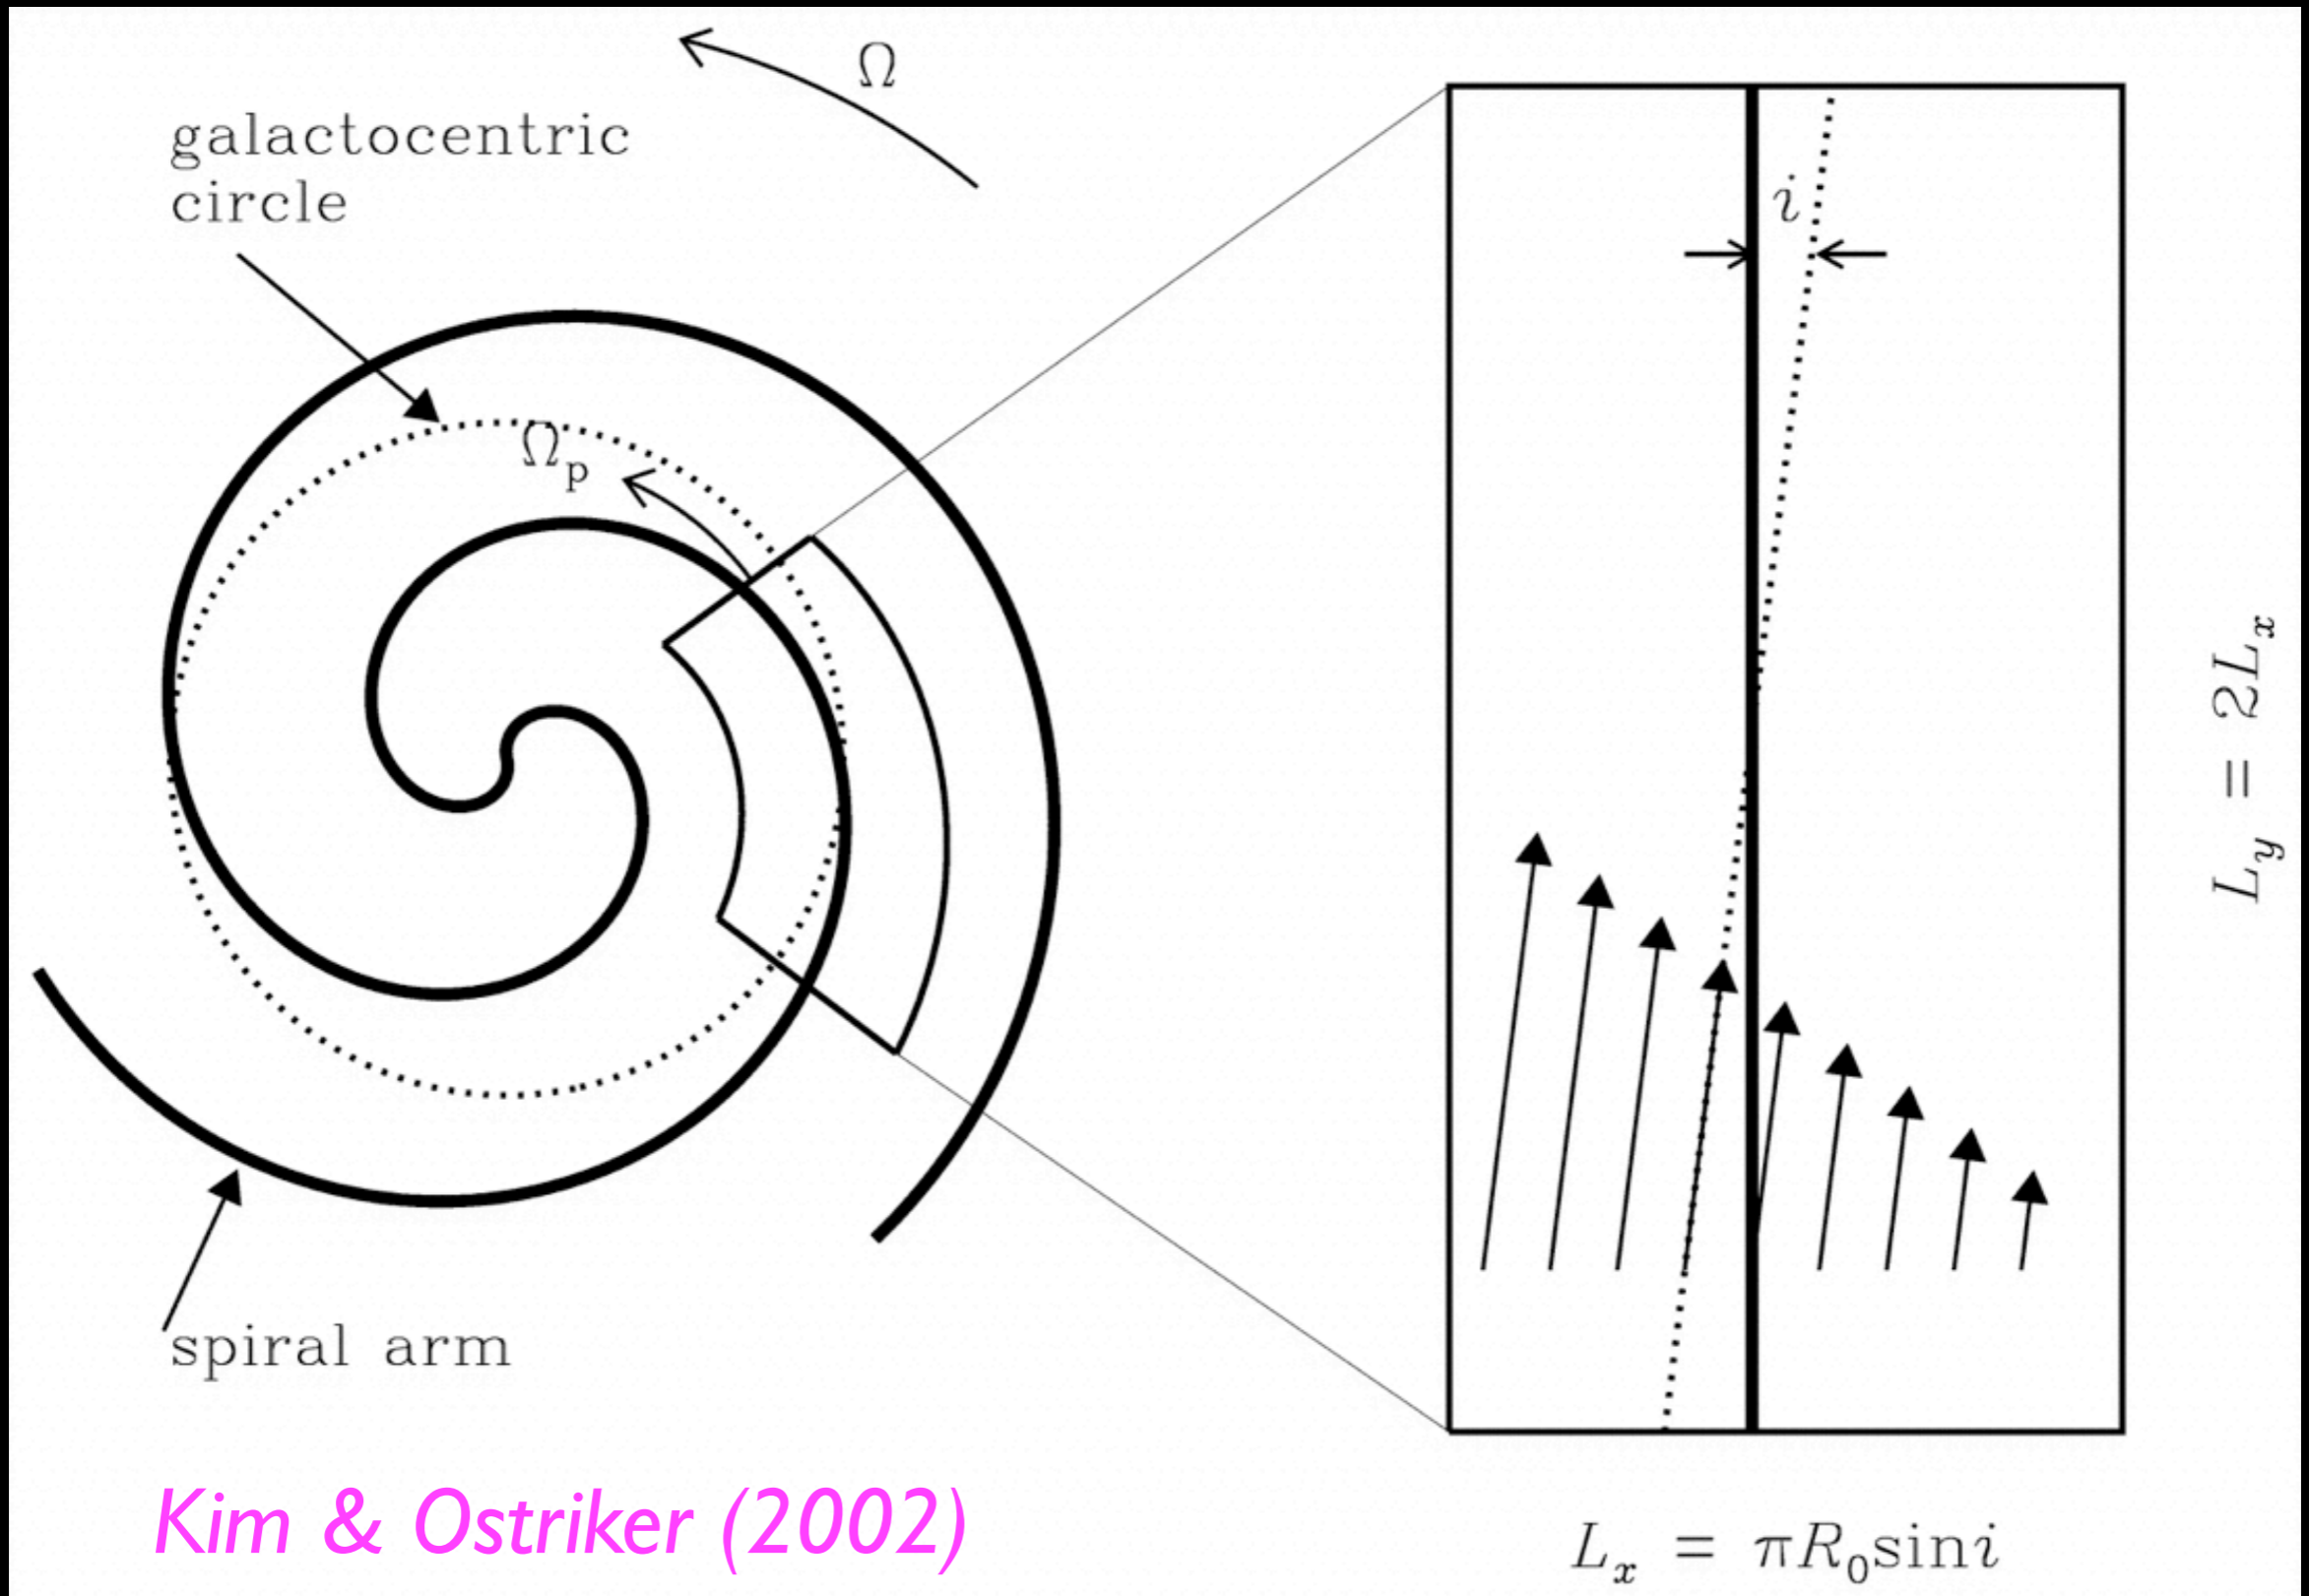 Ω
galactocentric
circle
i
Ωp
Ly = 2Lx
spiral arm
Kim & Ostriker (2002)
Lx = πR0sini